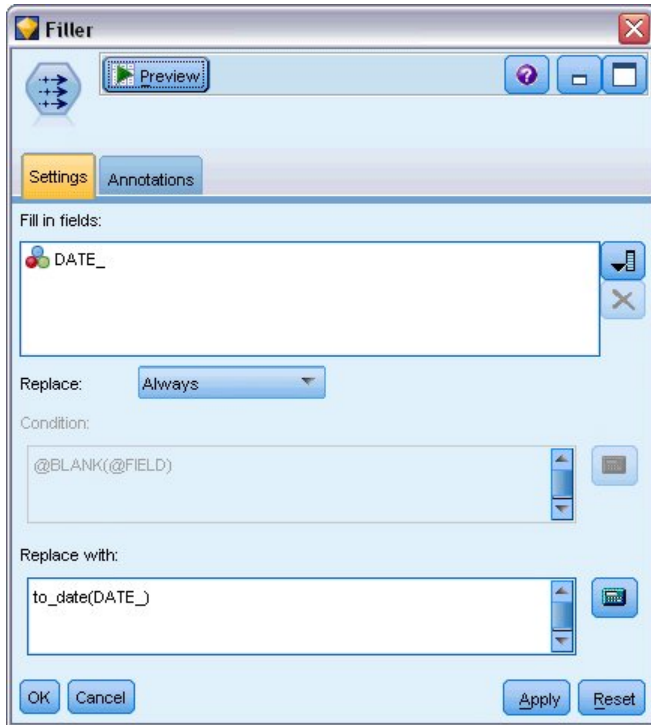 Filler
Preview
Settings
Annotations
Fill in fields:
DATE_
Replace:
Always
Condition:
@BLANK(@FIELD)
Replace with:
to_date(DATE_)
OK
Cancel
Apply
Reset